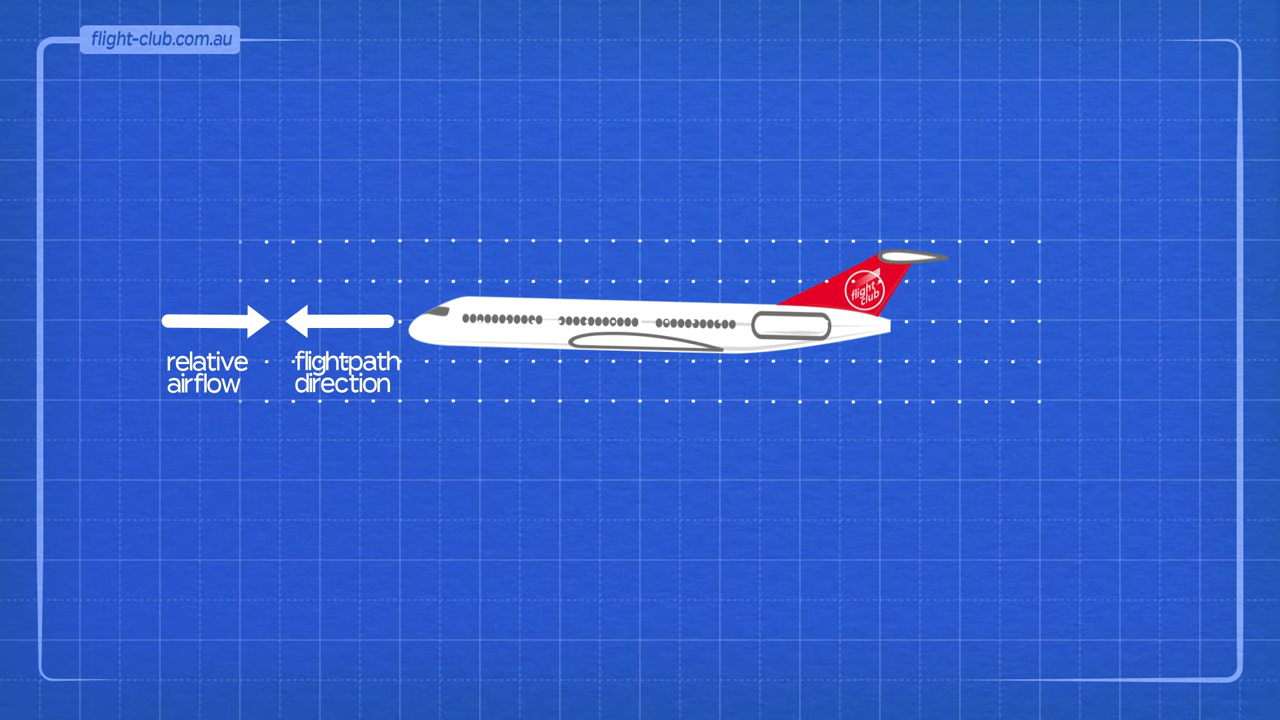 flight-club.com.au
flight
club
relative
airflow
flightpath
direction